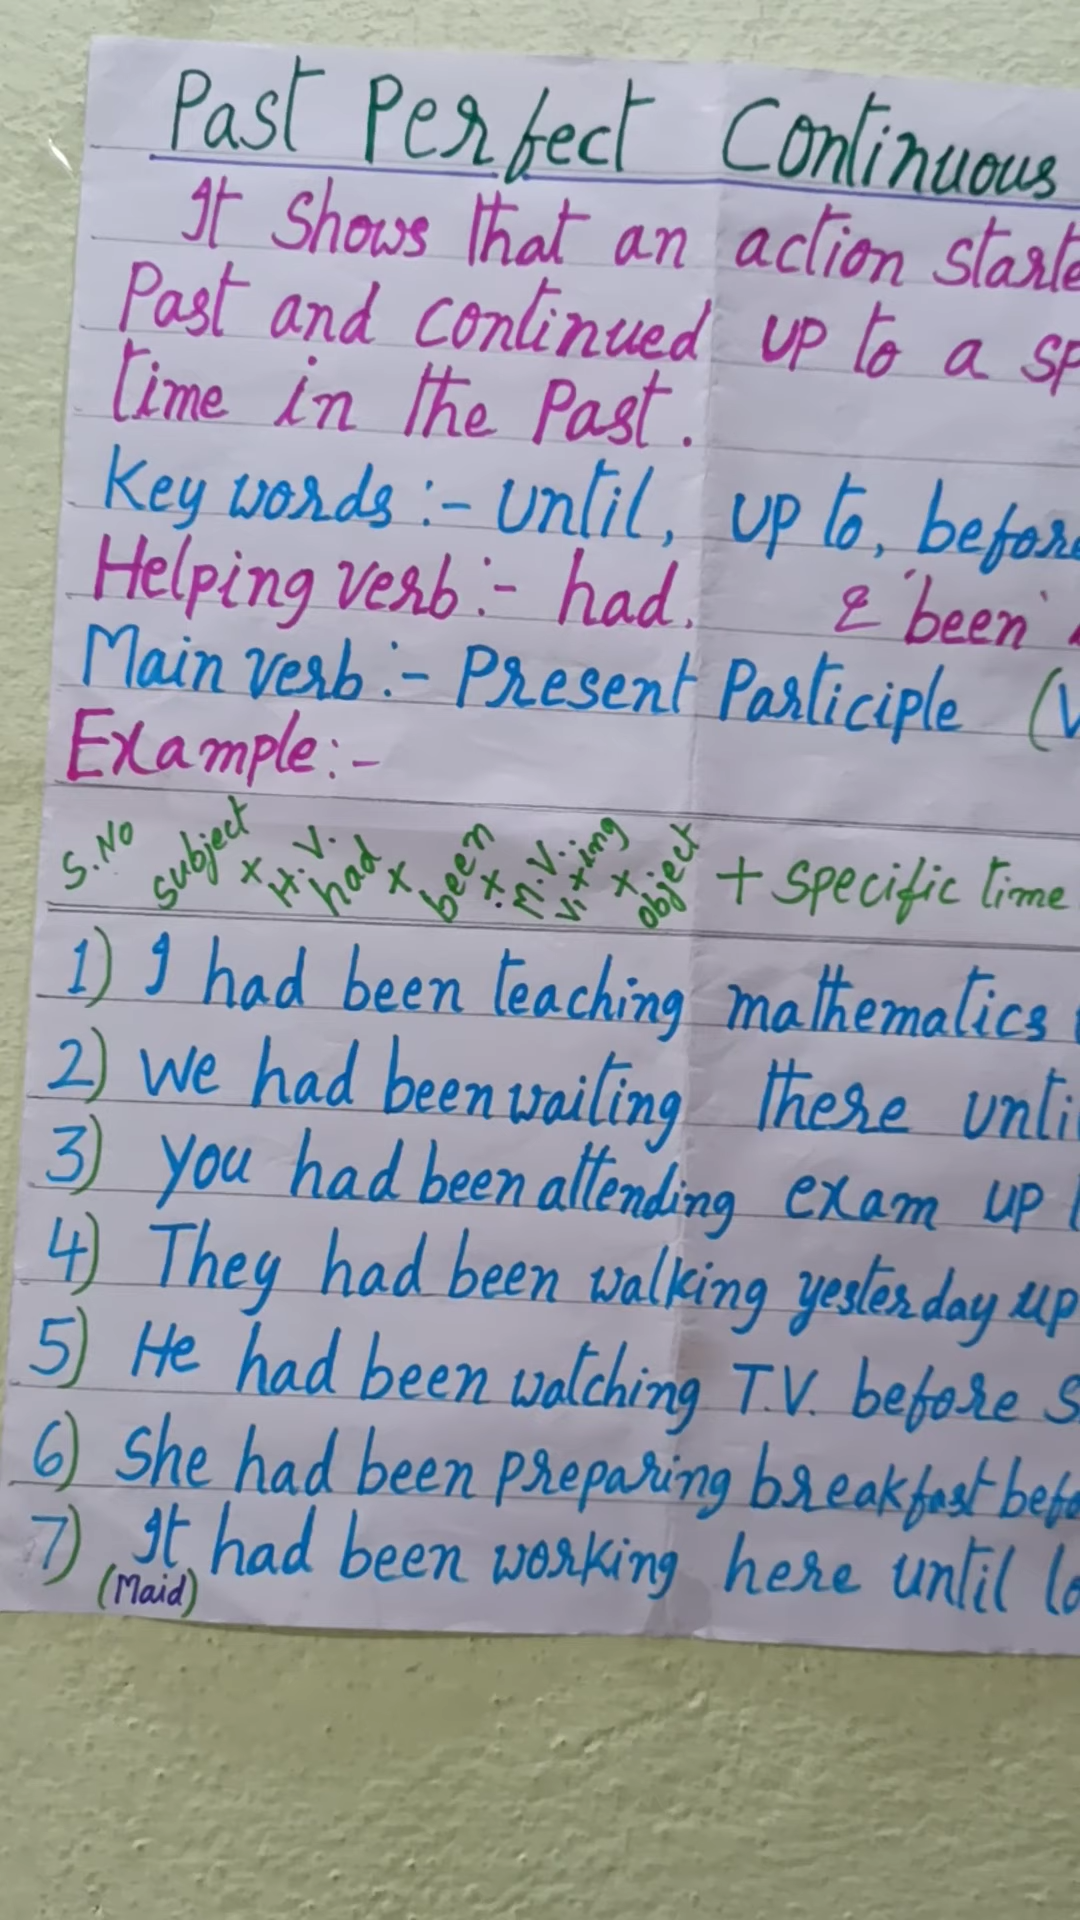 Past Perfect Continuous
It shows that an action starte
Past and continued up to a sp
time in the Past.
Key words :- until, up to, before
Helping verb :- had. & 'been'
Main verb :- Present Participle (V
Example :-
S.No Subject + H.V. had + been + M.V. V1+ing + object + specific time
1) I had been teaching mathematics
2) We had been waiting there unti
3) You had been attending exam up t
4) They had been walking yesterday up
5) He had been watching T.V. before s
6) She had been preparing breakfast befo
7) It had been working here until la
(Maid)